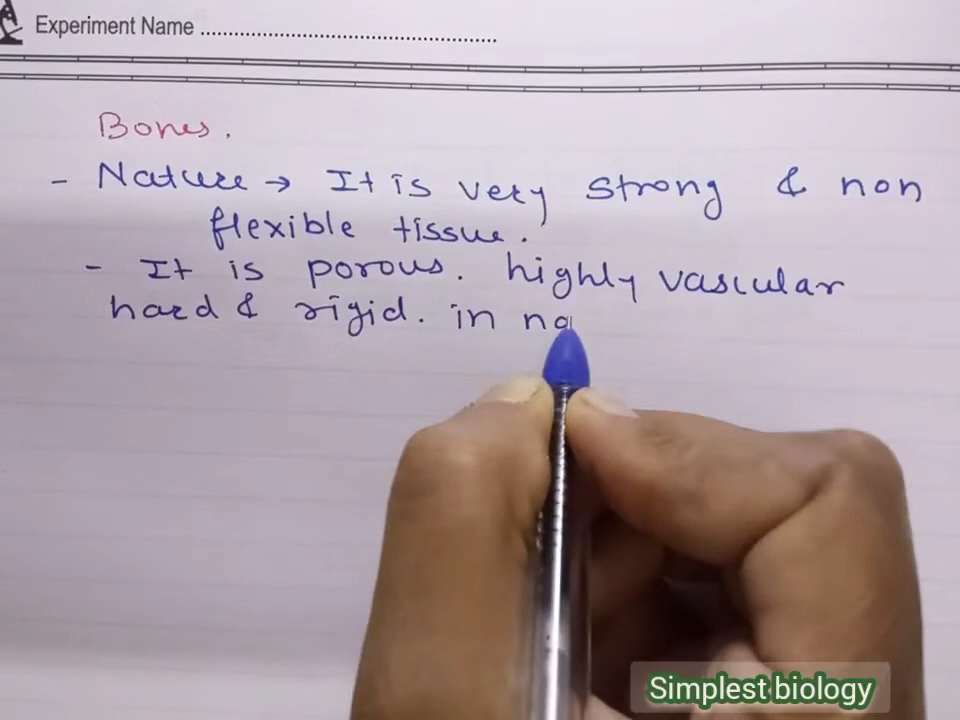 Experiment Name ......................................................
Bones.
- Nature → It is very strong & non
flexible tissue.
- It is porous. highly vascular
hard & rigid. in na
Simplest biology